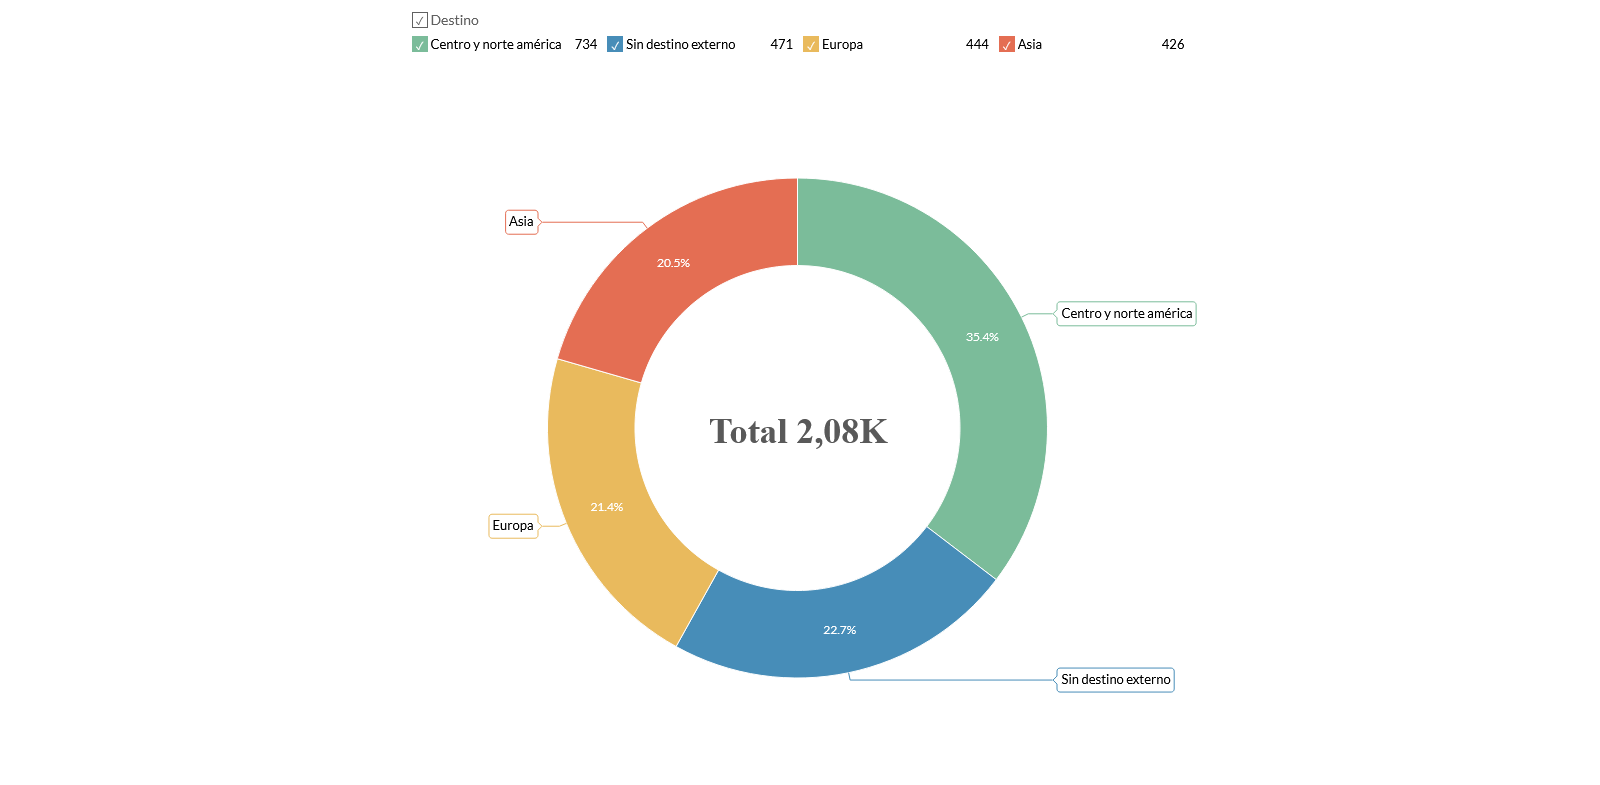 Destino
Centro y norte américa 734 Sin destino externo 471 Europa 444 Asia 426
Asia
20.5%
Centro y norte américa
35.4%
Total 2,08K
21.4%
Europa
22.7%
Sin destino externo